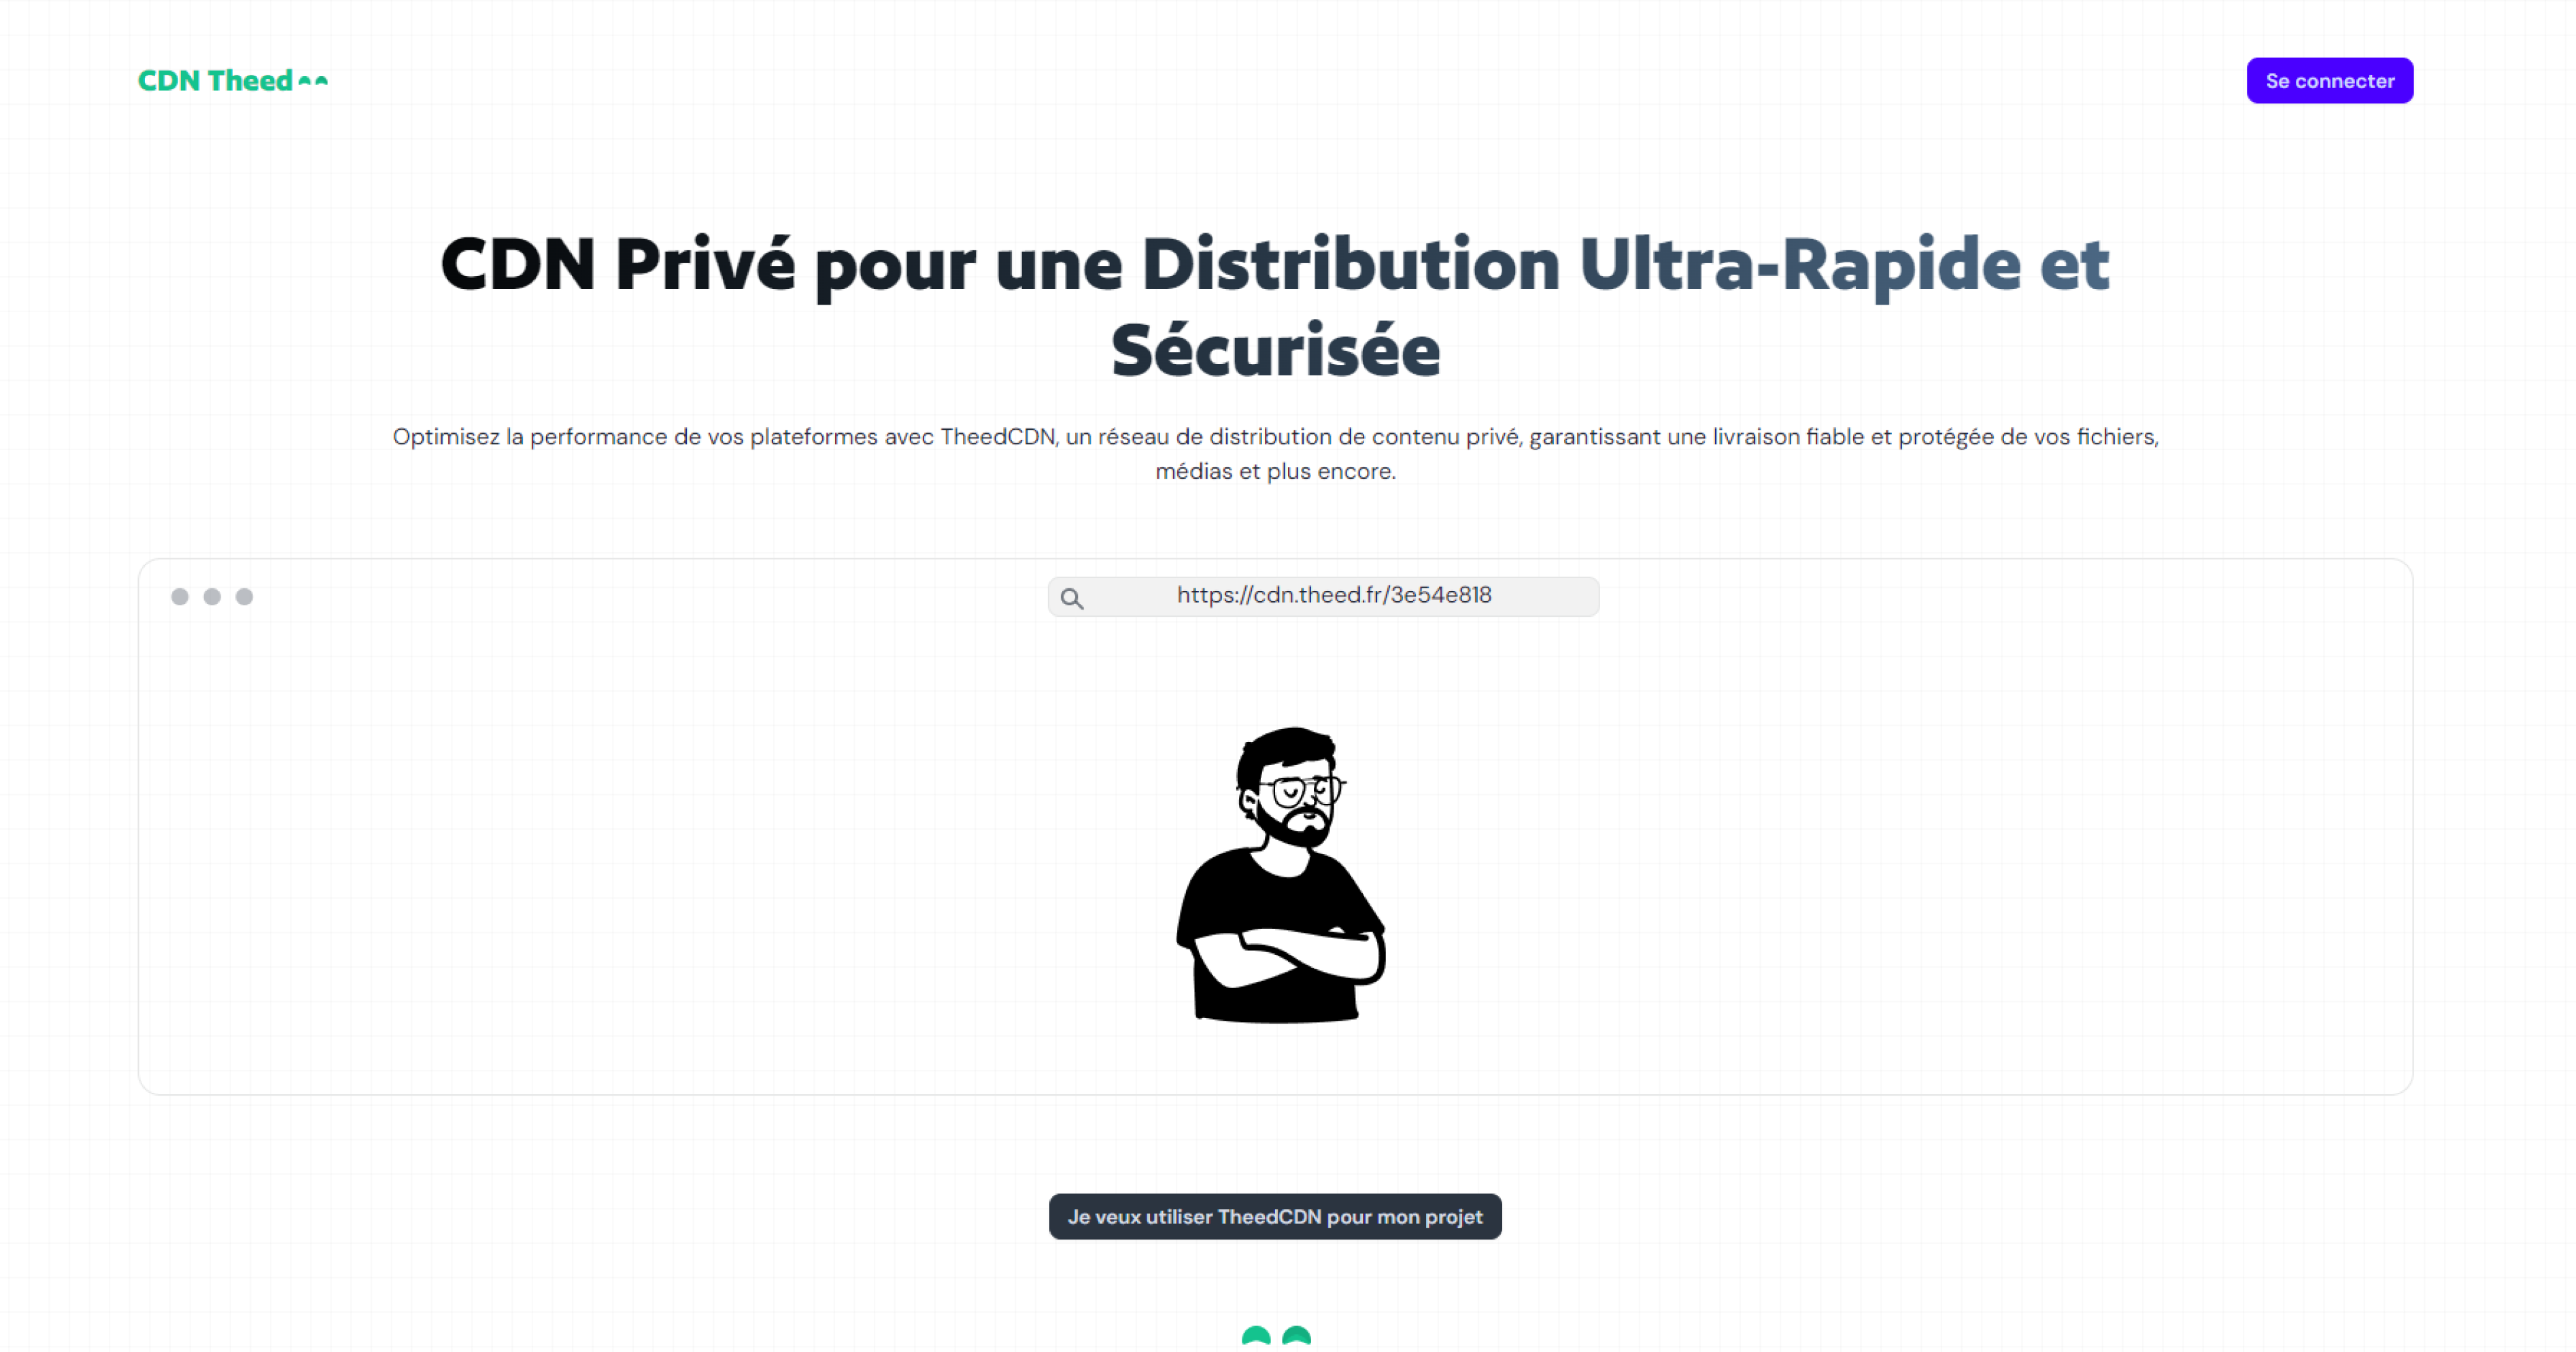 CDN Theed
Se connecter
CDN Privé pour une Distribution Ultra-Rapide et
Sécurisée
Optimisez la performance de vos plateformes avec TheedCDN, un réseau de distribution de contenu privé, garantissant une livraison fiable et protégée de vos fichiers,
médias et plus encore.
https://cdn.theed.fr/3e54e818
Je veux utiliser TheedCDN pour mon projet